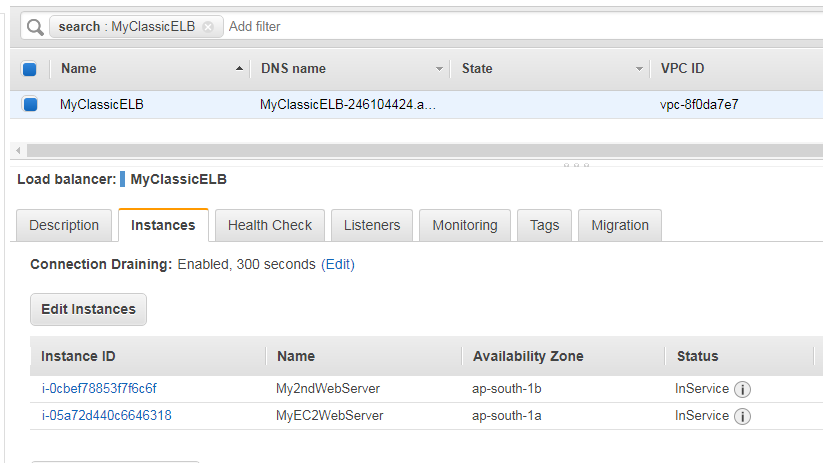 search : MyClassicELB Add filter
Name DNS name State VPC ID
MyClassicELB MyClassicELB-246104424.a... vpc-8f0da7e7
Load balancer: MyClassicELB
Description Instances Health Check Listeners Monitoring Tags Migration
Connection Draining: Enabled, 300 seconds (Edit)
Edit Instances
Instance ID Name Availability Zone Status
i-0cbef78853f7f6c6f My2ndWebServer ap-south-1b InService
i-05a72d440c6646318 MyEC2WebServer ap-south-1a InService